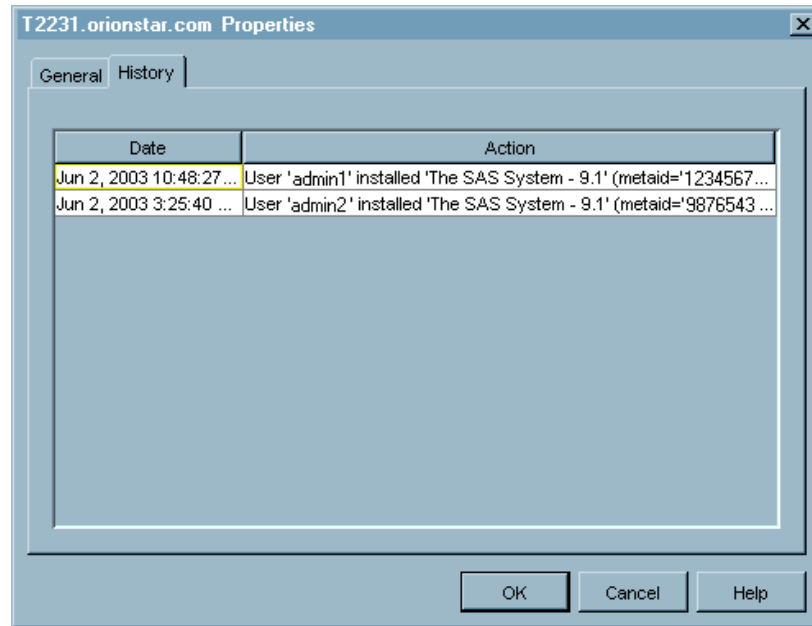 T2231.orionstar.com Properties
General History
Date Action
Jun 2, 2003 10:48:27... User 'admin1' installed 'The SAS System - 9.1' (metaid='1234567...
Jun 2, 2003 3:25:40 ... User 'admin2' installed 'The SAS System - 9.1' (metaid='9876543 ...
OK Cancel Help